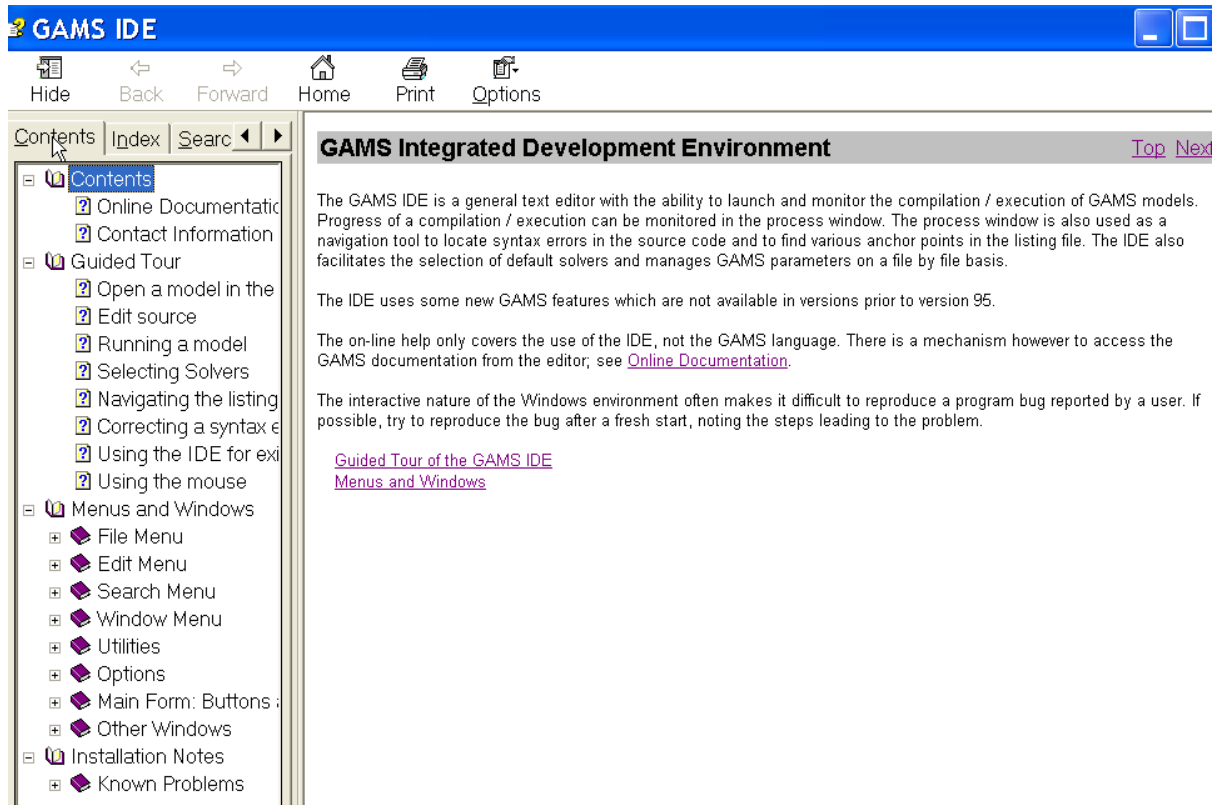 GAMS IDE
Hide Back Forward Home Print Options
Contents Index Searc
Contents
Online Documentatic
Contact Information
Guided Tour
Open a model in the
Edit source
Running a model
Selecting Solvers
Navigating the listing
Correcting a syntax e
Using the IDE for exi
Using the mouse
Menus and Windows
File Menu
Edit Menu
Search Menu
Window Menu
Utilities
Options
Main Form: Buttons
Other Windows
Installation Notes
Known Problems
GAMS Integrated Development Environment Top Next
The GAMS IDE is a general text editor with the ability to launch and monitor the compilation / execution of GAMS models.
Progress of a compilation / execution can be monitored in the process window. The process window is also used as a
navigation tool to locate syntax errors in the source code and to find various anchor points in the listing file. The IDE also
facilitates the selection of default solvers and manages GAMS parameters on a file by file basis.
The IDE uses some new GAMS features which are not available in versions prior to version 95.
The on-line help only covers the use of the IDE, not the GAMS language. There is a mechanism however to access the
GAMS documentation from the editor; see Online Documentation.
The interactive nature of the Windows environment often makes it difficult to reproduce a program bug reported by a user. If
possible, try to reproduce the bug after a fresh start, noting the steps leading to the problem.
Guided Tour of the GAMS IDE
Menus and Windows